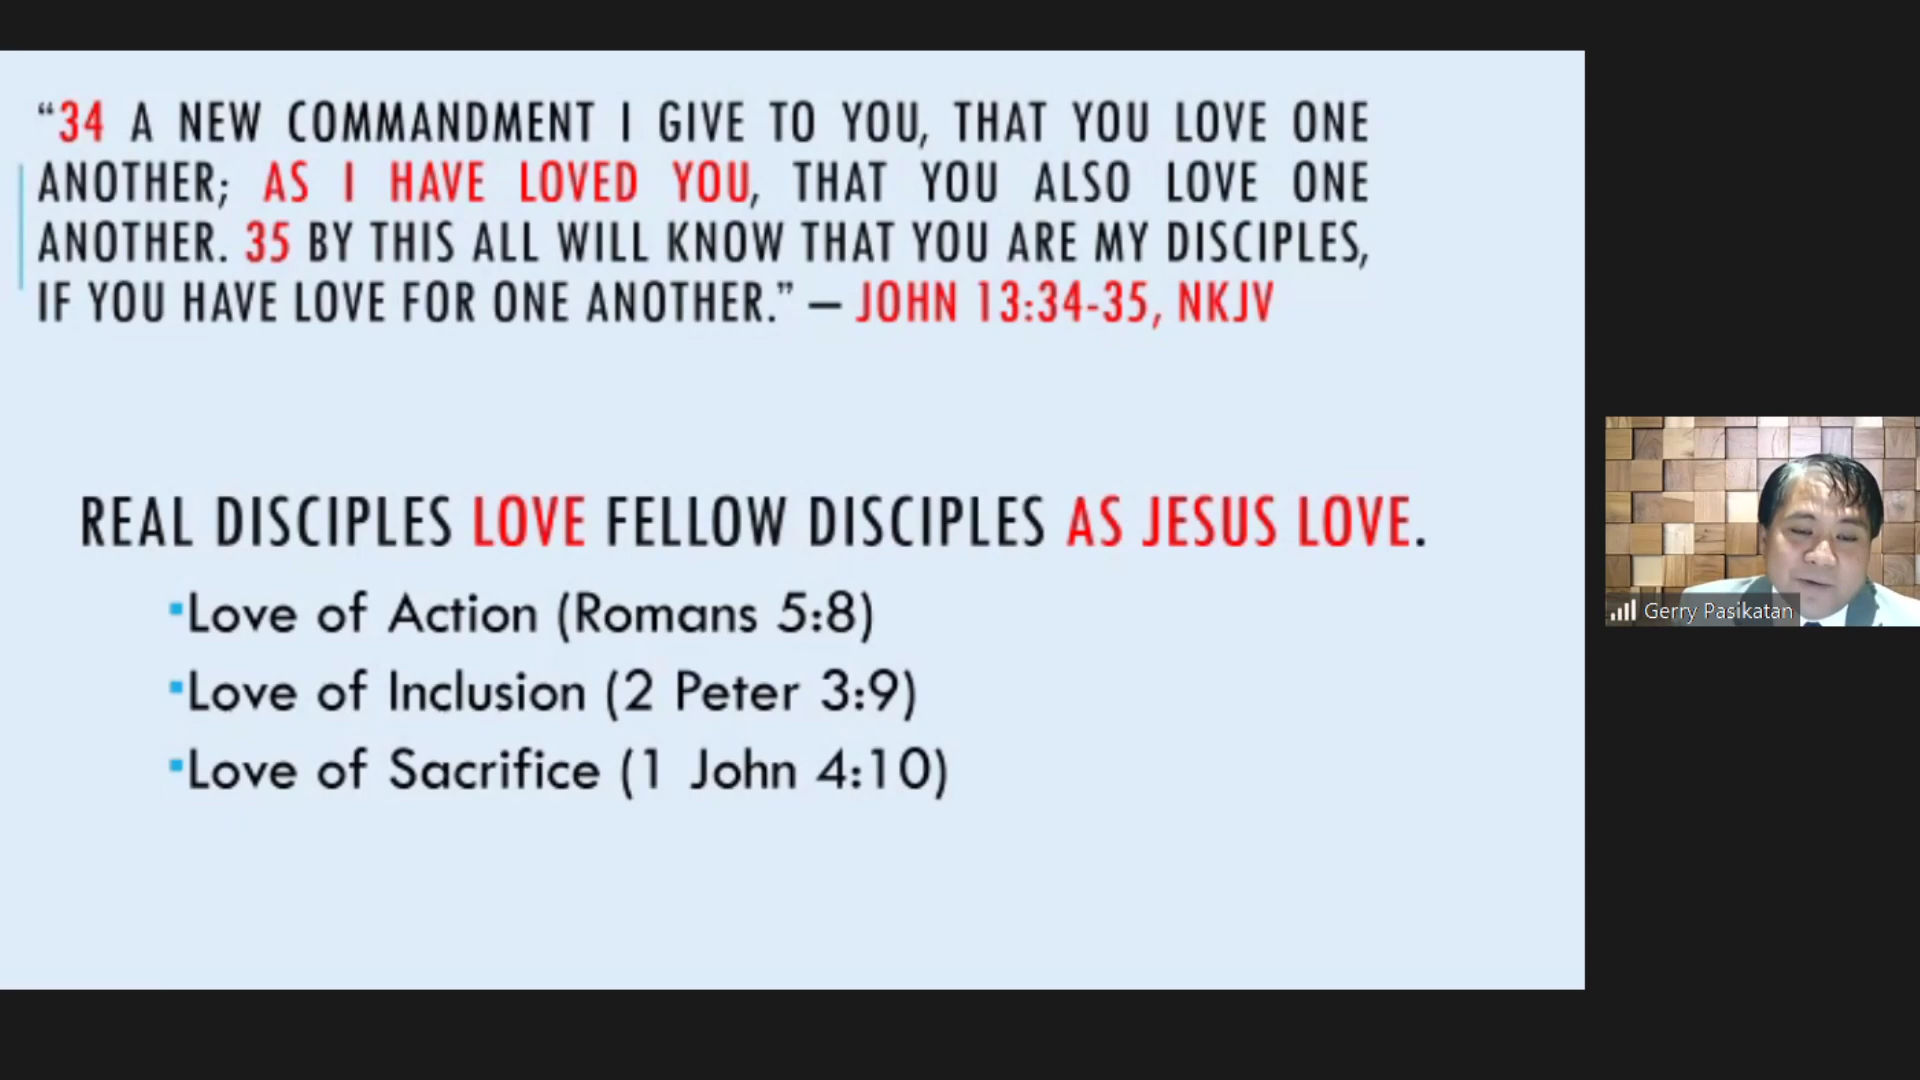 “34 A NEW COMMANDMENT I GIVE TO YOU, THAT YOU LOVE ONE
ANOTHER; AS I HAVE LOVED YOU, THAT YOU ALSO LOVE ONE
ANOTHER. 35 BY THIS ALL WILL KNOW THAT YOU ARE MY DISCIPLES,
IF YOU HAVE LOVE FOR ONE ANOTHER.” – JOHN 13:34-35, NKJV
REAL DISCIPLES LOVE FELLOW DISCIPLES AS JESUS LOVE.
▪Love of Action (Romans 5:8)
▪Love of Inclusion (2 Peter 3:9)
▪Love of Sacrifice (1 John 4:10)
Gerry Pasikatan